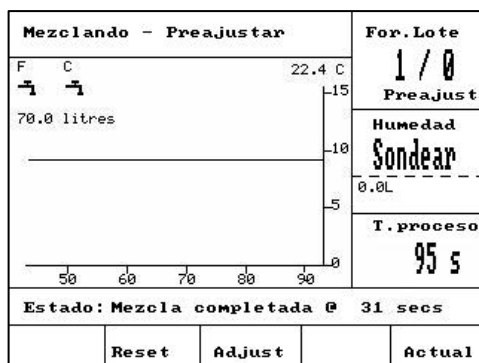 Mezclando - Preajustar
For.Lote
1 / 0
Preajust
F C 22.4 C
70.0 litres
15
10
5
0
50 60 70 80 90
Humedad
Sondear
0.0L
T.proceso
95 s
Estado: Mezcla completada @ 31 secs
Reset Adjust Actual